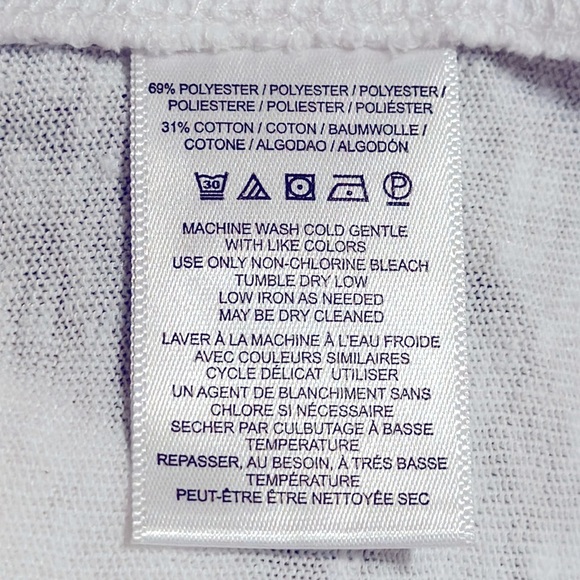 69% POLYESTER / POLYESTER / POLYESTER /
POLIESTERE / POLIESTER / POLIÉSTER
31% COTTON / COTON / BAUMWOLLE /
COTONE / ALGODAO / ALGODÓN
30 P
MACHINE WASH COLD GENTLE
WITH LIKE COLORS
USE ONLY NON-CHLORINE BLEACH
TUMBLE DRY LOW
LOW IRON AS NEEDED
MAY BE DRY CLEANED
LAVER À LA MACHINE À L'EAU FROIDE
AVEC COULEURS SIMILAIRES
CYCLE DÉLICAT UTILISER
UN AGENT DE BLANCHIMENT SANS
CHLORE SI NÉCESSAIRE
SECHER PAR CULBUTAGE À BASSE
TEMPERATURE
REPASSER, AU BESOIN, À TRÉS BASSE
TEMPÉRATURE
PEUT-ÊTRE ÊTRE NETTOYÉE SEC